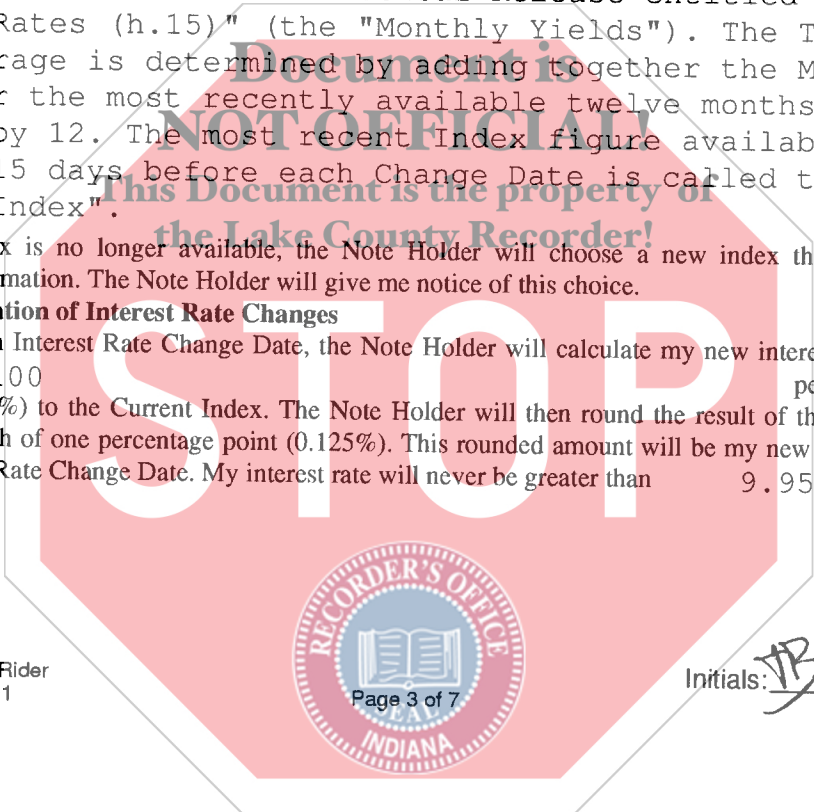 Rates (h.15)" (the "Monthly Yields"). The T
rage is determined by adding together the M
r the most recently available twelve months
by 12. The most recent Index figure availab
15 days before each Change Date is called t
Index".
x is no longer available, the Note Holder will choose a new index th
mation. The Note Holder will give me notice of this choice.
tion of Interest Rate Changes
n Interest Rate Change Date, the Note Holder will calculate my new intere
.00 pe
%) to the Current Index. The Note Holder will then round the result of th
h of one percentage point (0.125%). This rounded amount will be my new
Rate Change Date. My interest rate will never be greater than 9.95
Document is
NOT OFFICIAL!
This Document is the property of
the Lake County Recorder!
STOP
RECORDER'S OFFICE
SEAL
INDIANA
Rider
1
Page 3 of 7
Initials: